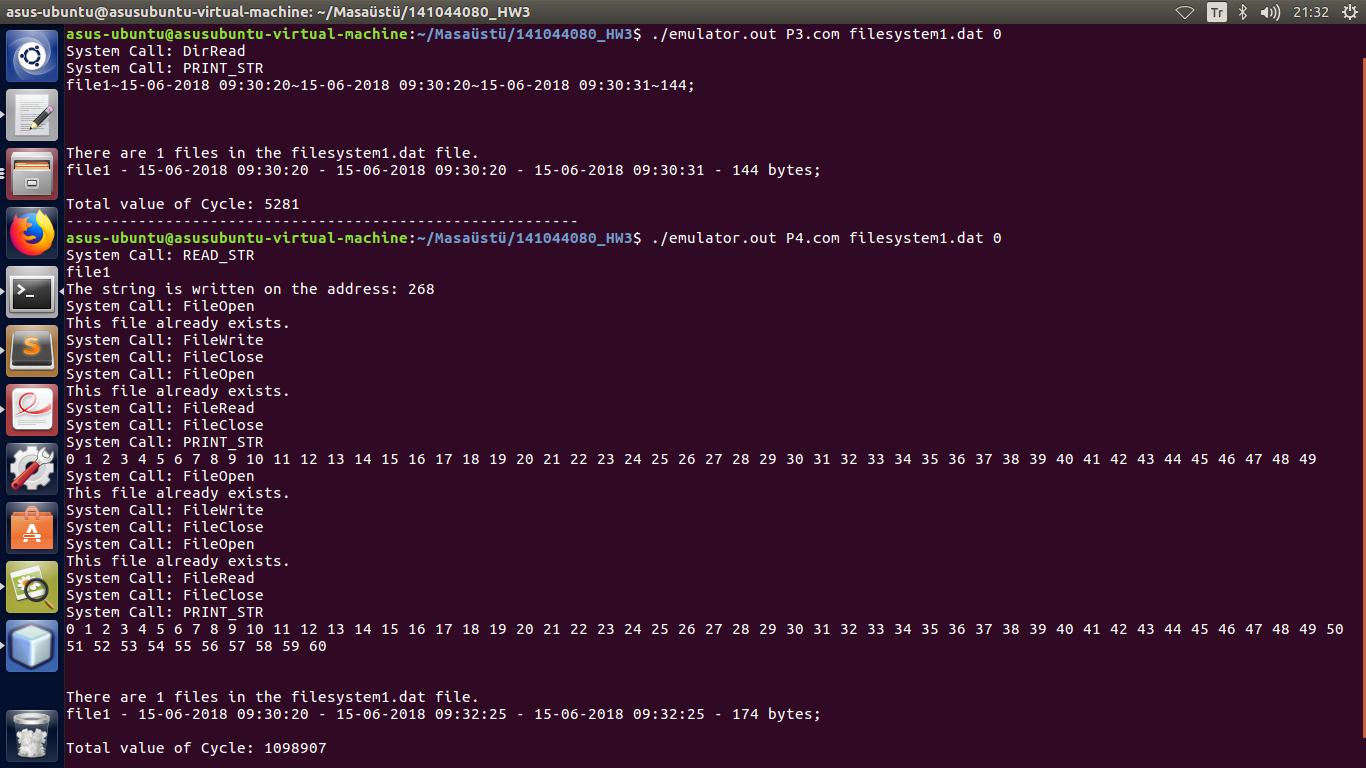 asus-ubuntu@asusubuntu-virtual-machine: ~/Masaüstü/141044080_HW3
Tr
21:32
asus-ubuntu@asusubuntu-virtual-machine:~/Masaüstü/141044080_HW3$ ./emulator.out P3.com filesystem1.dat 0
System Call: DirRead
System Call: PRINT_STR
file1~15-06-2018 09:30:20~15-06-2018 09:30:20~15-06-2018 09:30:31~144;
There are 1 files in the filesystem1.dat file.
file1 - 15-06-2018 09:30:20 - 15-06-2018 09:30:20 - 15-06-2018 09:30:31 - 144 bytes;
Total value of Cycle: 5281
---------------------------------------------------------
asus-ubuntu@asusubuntu-virtual-machine:~/Masaüstü/141044080_HW3$ ./emulator.out P4.com filesystem1.dat 0
System Call: READ_STR
file1
The string is written on the address: 268
System Call: FileOpen
This file already exists.
System Call: FileWrite
System Call: FileClose
System Call: FileOpen
This file already exists.
System Call: FileRead
System Call: FileClose
System Call: PRINT_STR
0 1 2 3 4 5 6 7 8 9 10 11 12 13 14 15 16 17 18 19 20 21 22 23 24 25 26 27 28 29 30 31 32 33 34 35 36 37 38 39 40 41 42 43 44 45 46 47 48 49
System Call: FileOpen
This file already exists.
System Call: FileWrite
System Call: FileClose
System Call: FileOpen
This file already exists.
System Call: FileRead
System Call: FileClose
System Call: PRINT_STR
0 1 2 3 4 5 6 7 8 9 10 11 12 13 14 15 16 17 18 19 20 21 22 23 24 25 26 27 28 29 30 31 32 33 34 35 36 37 38 39 40 41 42 43 44 45 46 47 48 49 50
51 52 53 54 55 56 57 58 59 60
There are 1 files in the filesystem1.dat file.
file1 - 15-06-2018 09:30:20 - 15-06-2018 09:32:25 - 15-06-2018 09:32:25 - 174 bytes;
Total value of Cycle: 1098907